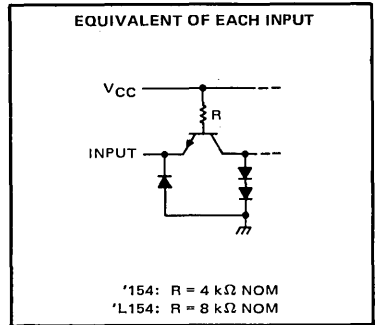 EQUIVALENT OF EACH INPUT
VCC
R
INPUT
'154: R = 4 kΩ NOM
'L154: R = 8 kΩ NOM